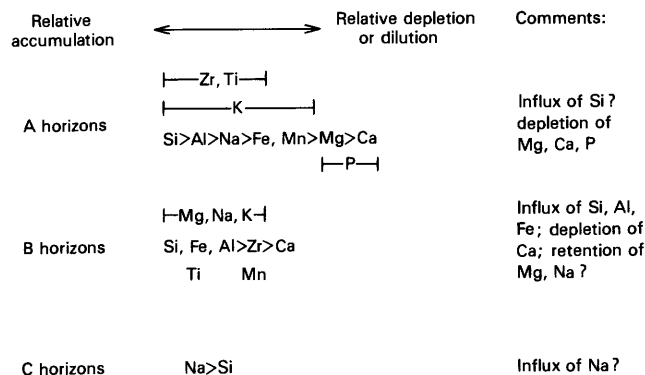 Relative accumulation
Relative depletion or dilution
Comments:
A horizons
Zr, Ti
K
Si>Al>Na>Fe, Mn>Mg>Ca
P
Influx of Si?
depletion of
Mg, Ca, P
B horizons
Mg, Na, K
Si, Fe, Al>Zr>Ca
Ti Mn
Influx of Si, Al,
Fe; depletion of
Ca; retention of
Mg, Na?
C horizons
Na>Si
Influx of Na?